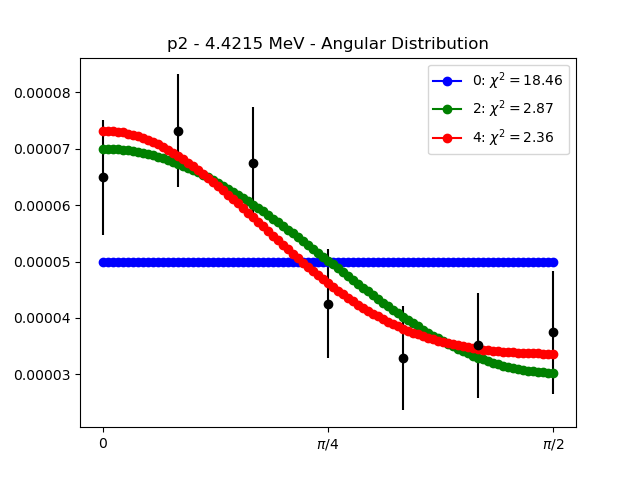 p2 - 4.4215 MeV - Angular Distribution
0: χ² = 18.46
2: χ² = 2.87
4: χ² = 2.36
0.00008
0.00007
0.00006
0.00005
0.00004
0.00003
0 π/4 π/2